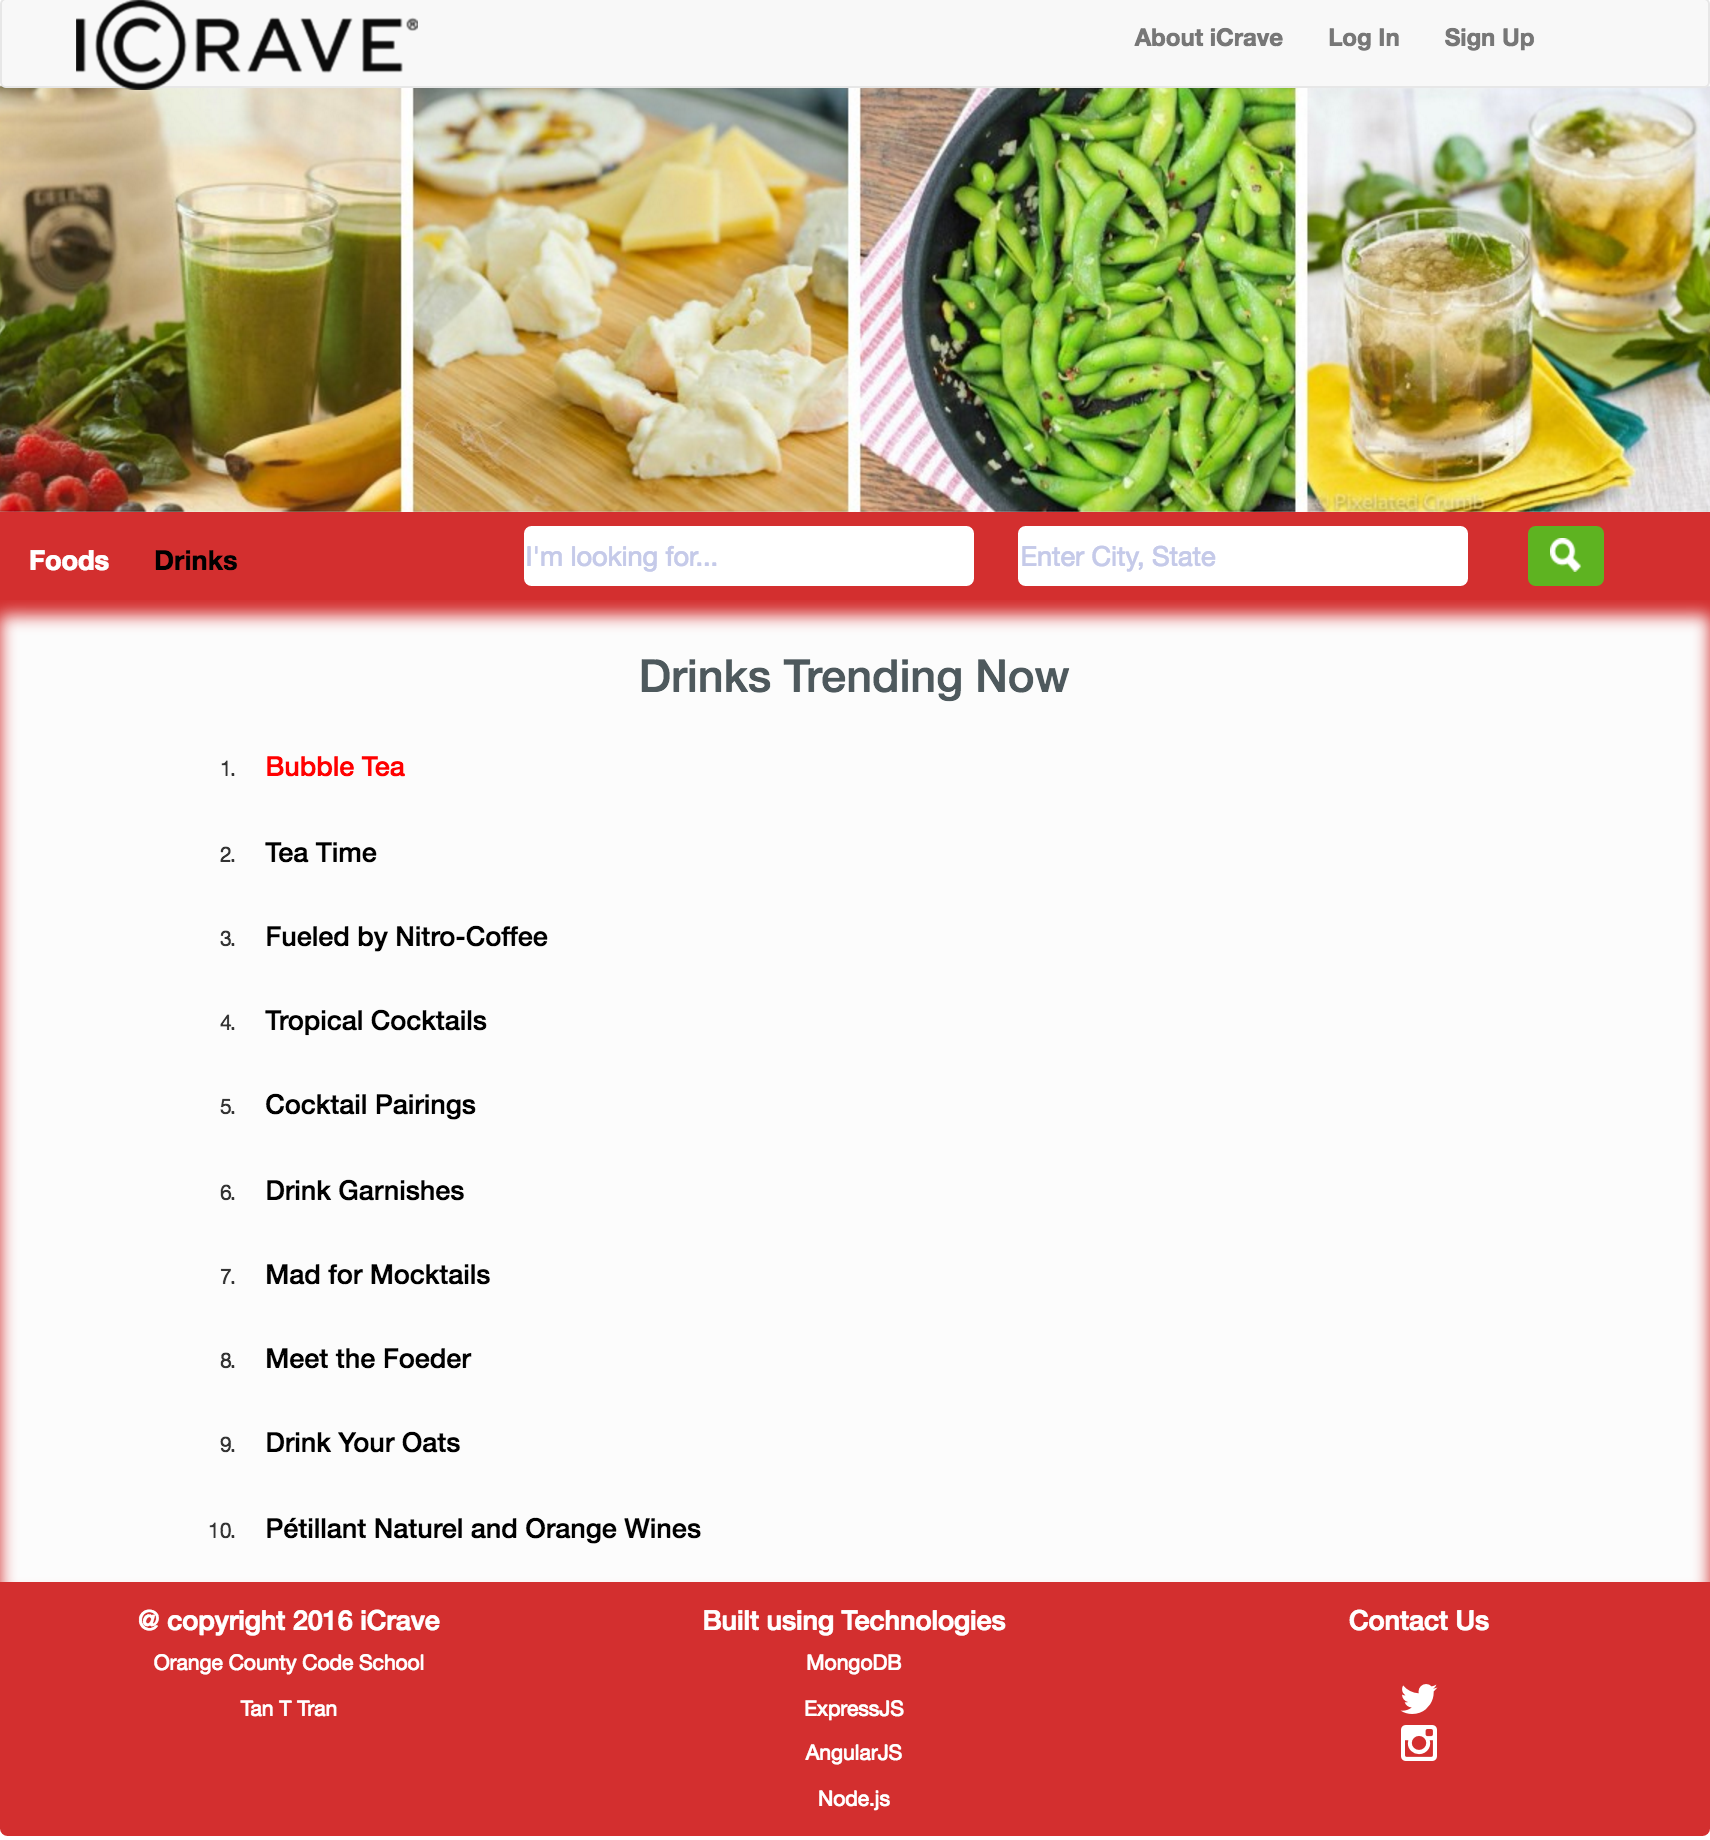 ICRAVE®
About iCrave Log In Sign Up
© Pixelated Crumb
Foods Drinks I'm looking for... Enter City, State
Drinks Trending Now
1. Bubble Tea
2. Tea Time
3. Fueled by Nitro-Coffee
4. Tropical Cocktails
5. Cocktail Pairings
6. Drink Garnishes
7. Mad for Mocktails
8. Meet the Foeder
9. Drink Your Oats
10. Pétillant Naturel and Orange Wines
@ copyright 2016 iCrave
Orange County Code School
Tan T Tran
Built using Technologies
MongoDB
ExpressJS
AngularJS
Node.js
Contact Us